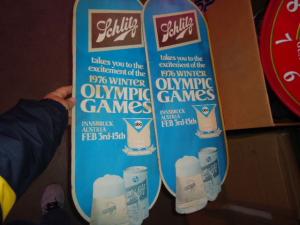 Schlitz
takes you to the
excitement of the
1976 WINTER
OLYMPIC
GAMES
INNSBRUCK
AUSTRIA
FEB 3rd-15th
Schlitz
takes you to the
excitement of the
1976 WINTER
OLYMPIC
GAMES
INNSBRUCK
AUSTRIA
FEB 3rd-15th